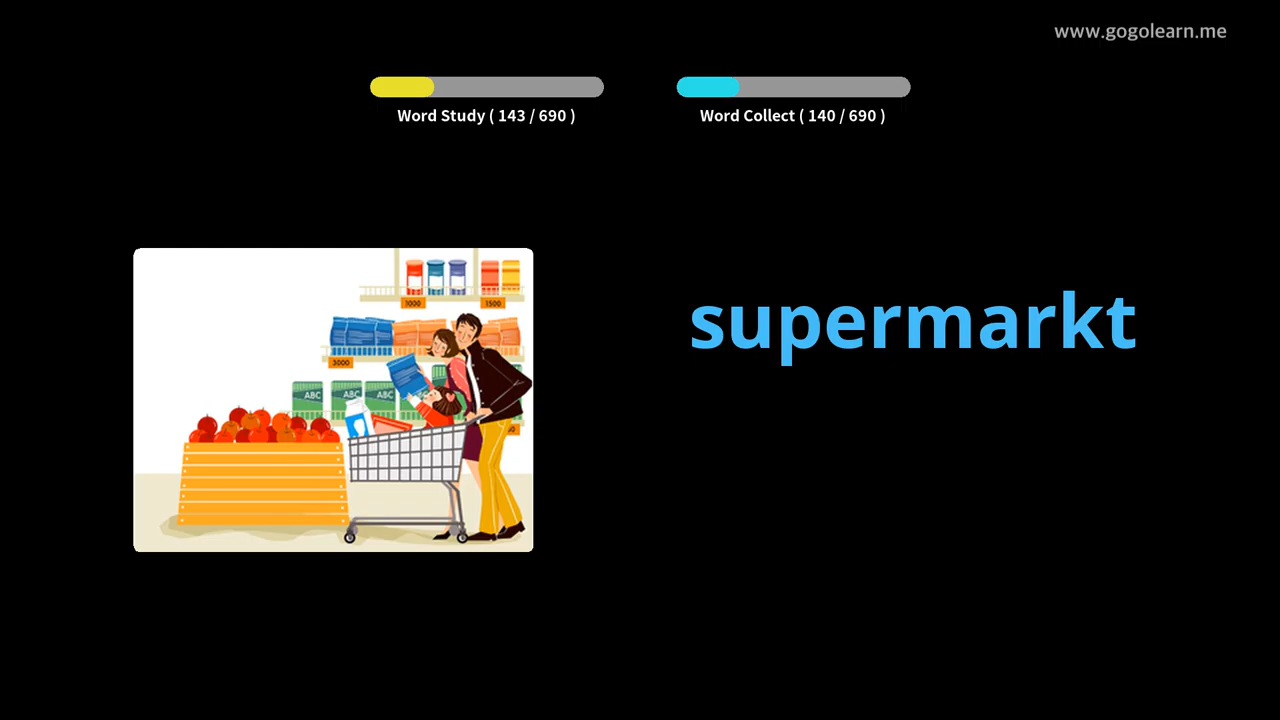 www.gogolearn.me
Word Study ( 143 / 690 )
Word Collect ( 140 / 690 )
supermarkt
1000
1500
3000
ABC
ABC
ABC